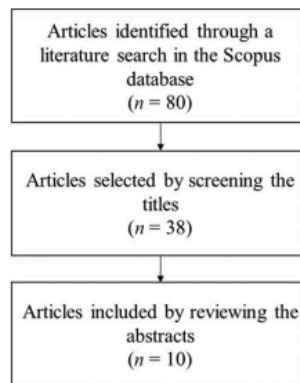 Articles identified through a
literature search in the Scopus
database
(n = 80)
Articles selected by screening the
titles
(n = 38)
Articles included by reviewing the
abstracts
(n = 10)